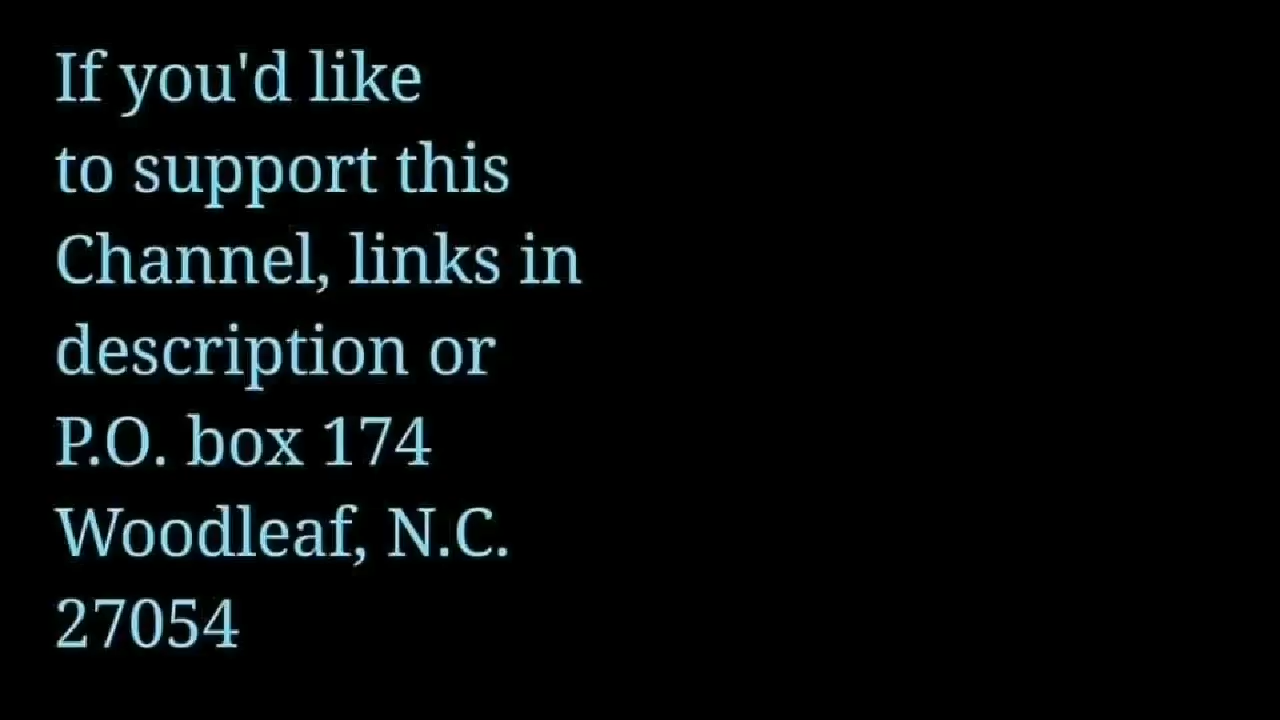 If you'd like
to support this
Channel, links in
description or
P.O. box 174
Woodleaf, N.C.
27054